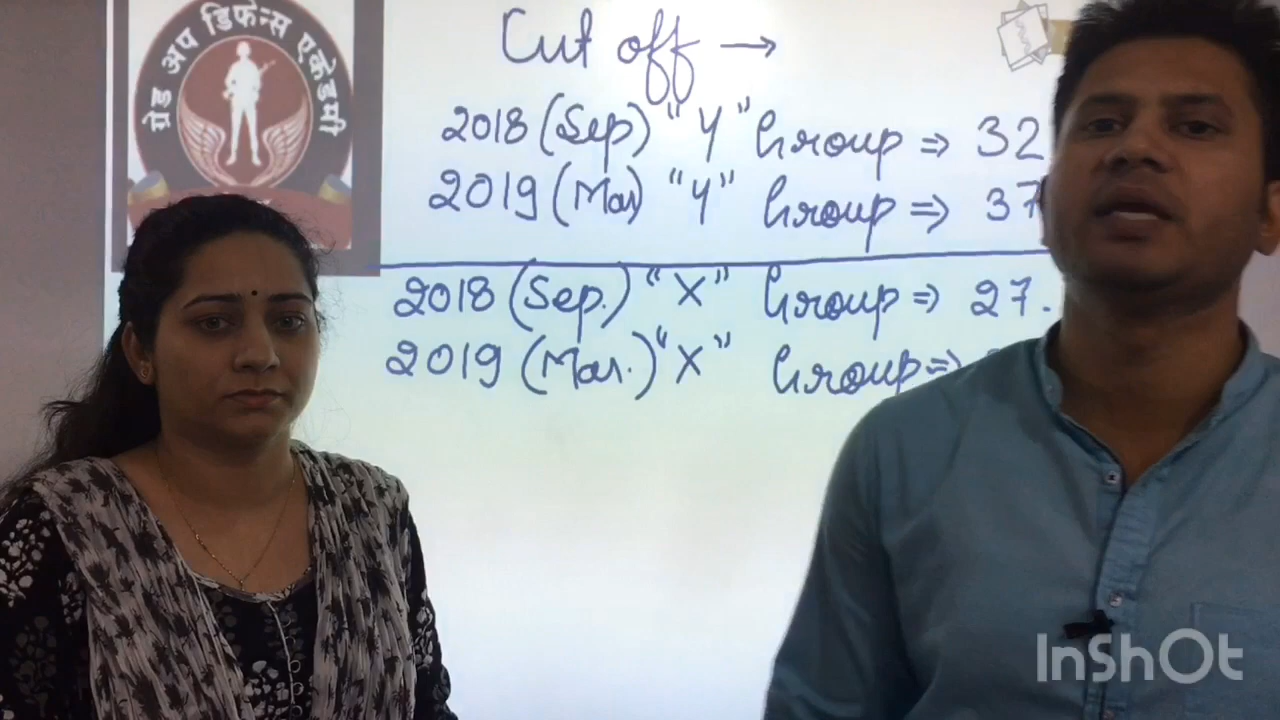 ग्रेड अप डिफेन्स एकेडमी
Cut off →
2018 (Sep) "Y" Group ⇒ 32
2019 (Mar) "Y" Group ⇒ 37
2018 (Sep.) "X" Group ⇒ 27.
2019 (Mar.) "X" Group ⇒
InShOt